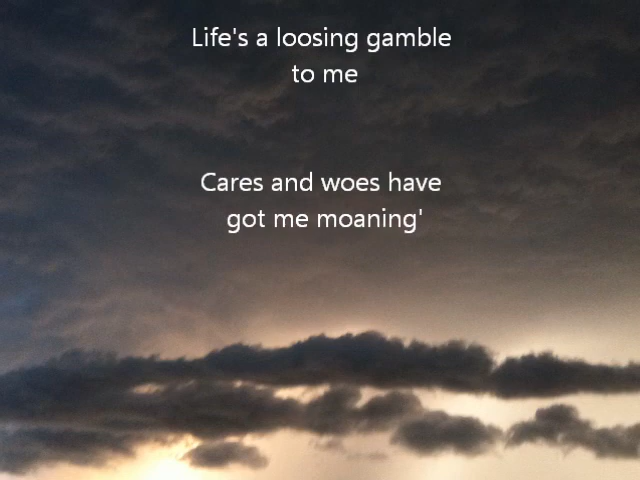 Life's a loosing gamble
to me
Cares and woes have
got me moaning'